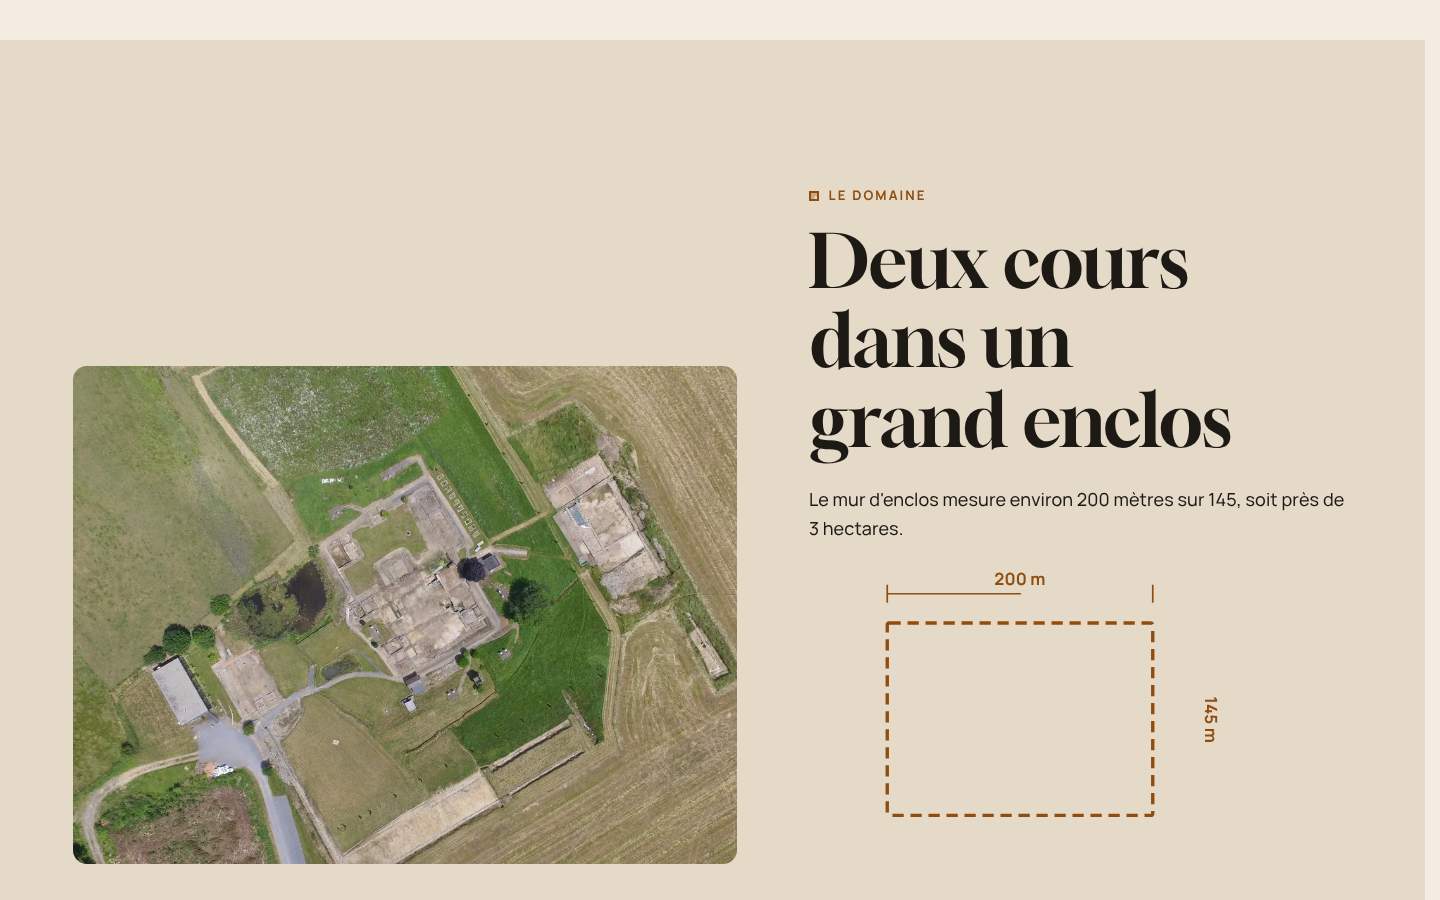 LE DOMAINE
Deux cours
dans un
grand enclos
Le mur d'enclos mesure environ 200 mètres sur 145, soit près de
3 hectares.
200 m
145 m